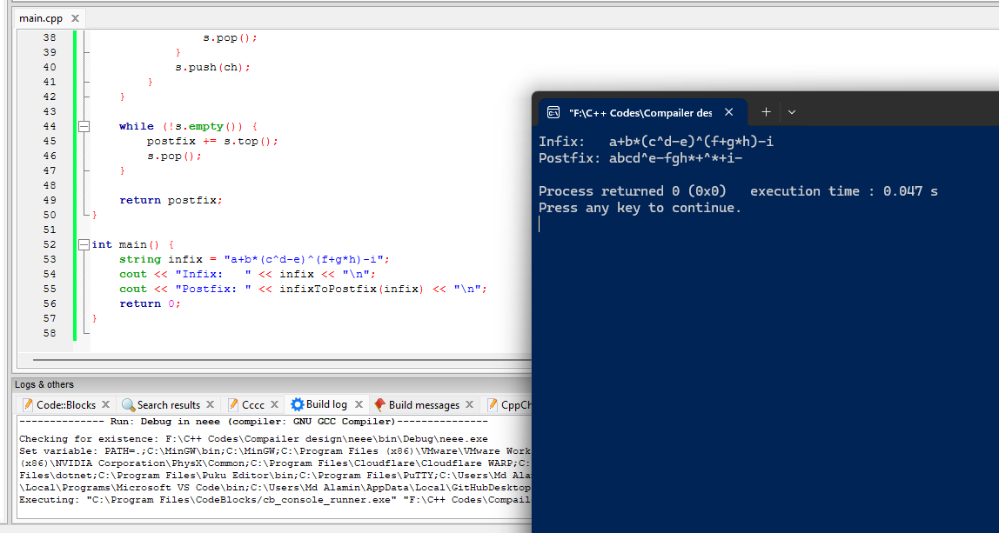 main.cpp
38 s.pop();
39 }
40 s.push(ch);
41 }
42 }
43
44 while (!s.empty()) {
45 postfix += s.top();
46 s.pop();
47 }
48
49 return postfix;
50 }
51
52 int main() {
53 string infix = "a+b*(c^d-e)^(f+g*h)-i";
54 cout << "Infix:   " << infix << "\n";
55 cout << "Postfix: " << infixToPostfix(infix) << "\n";
56 return 0;
57 }
58
"F:\C++ Codes\Compailer des
Infix:   a+b*(c^d-e)^(f+g*h)-i
Postfix: abcd^e-fgh*+^*+i-
Process returned 0 (0x0)   execution time : 0.047 s
Press any key to continue.
Logs & others
Code::Blocks Search results Cccc Build log Build messages CppCh
-------------- Run: Debug in neee (compiler: GNU GCC Compiler)---------------
Checking for existence: F:\C++ Codes\Compailer design\neee\bin\Debug\neee.exe
Set variable: PATH=.;C:\MinGW\bin;C:\MinGW;C:\Program Files (x86)\VMware\VMware Work
(x86)\NVIDIA Corporation\PhysX\Common;C:\Program Files\Cloudflare\Cloudflare WARP;C:
Files\dotnet;C:\Program Files\Puku Editor\bin;C:\Program Files\PuTTY;C:\Users\Md Ala
\Local\Programs\Microsoft VS Code\bin;C:\Users\Md Alamin\AppData\Local\GitHubDesktop
Executing: "C:\Program Files\CodeBlocks/cb_console_runner.exe" "F:\C++ Codes\Compail